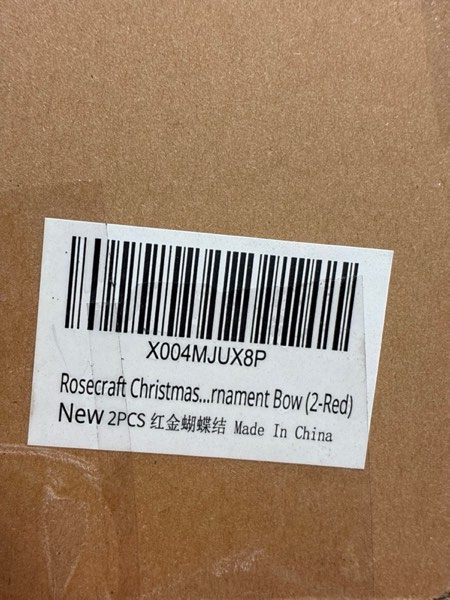 X004MJUX8P
Rosecraft Christmas...rnament Bow (2-Red)
New 2PCS 红金蝴蝶结 Made In China